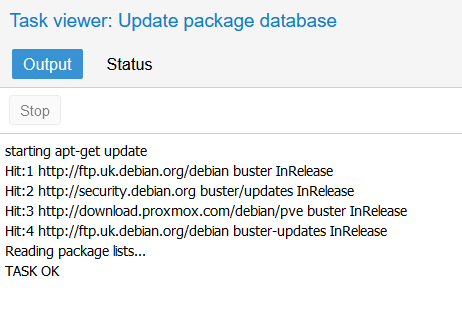 Task viewer: Update package database
Output Status
Stop
starting apt-get update
Hit:1 http://ftp.uk.debian.org/debian buster InRelease
Hit:2 http://security.debian.org buster/updates InRelease
Hit:3 http://download.proxmox.com/debian/pve buster InRelease
Hit:4 http://ftp.uk.debian.org/debian buster-updates InRelease
Reading package lists...
TASK OK